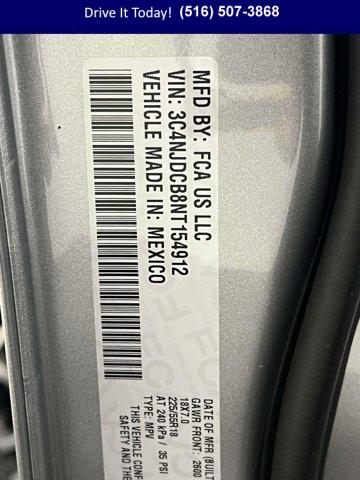 Drive It Today! (516) 507-3868
MFD BY: FCA US LLC
VIN: 3C4NJDCB8NT154912
VEHICLE MADE IN: MEXICO
DATE OF MFR (BUILT
GAWR FRONT: 2600
18X7.0
225/55R18
AT 240 kPa / 35 PSI
TYPE: MPV
THIS VEHICLE CONF
SAFETY AND THE